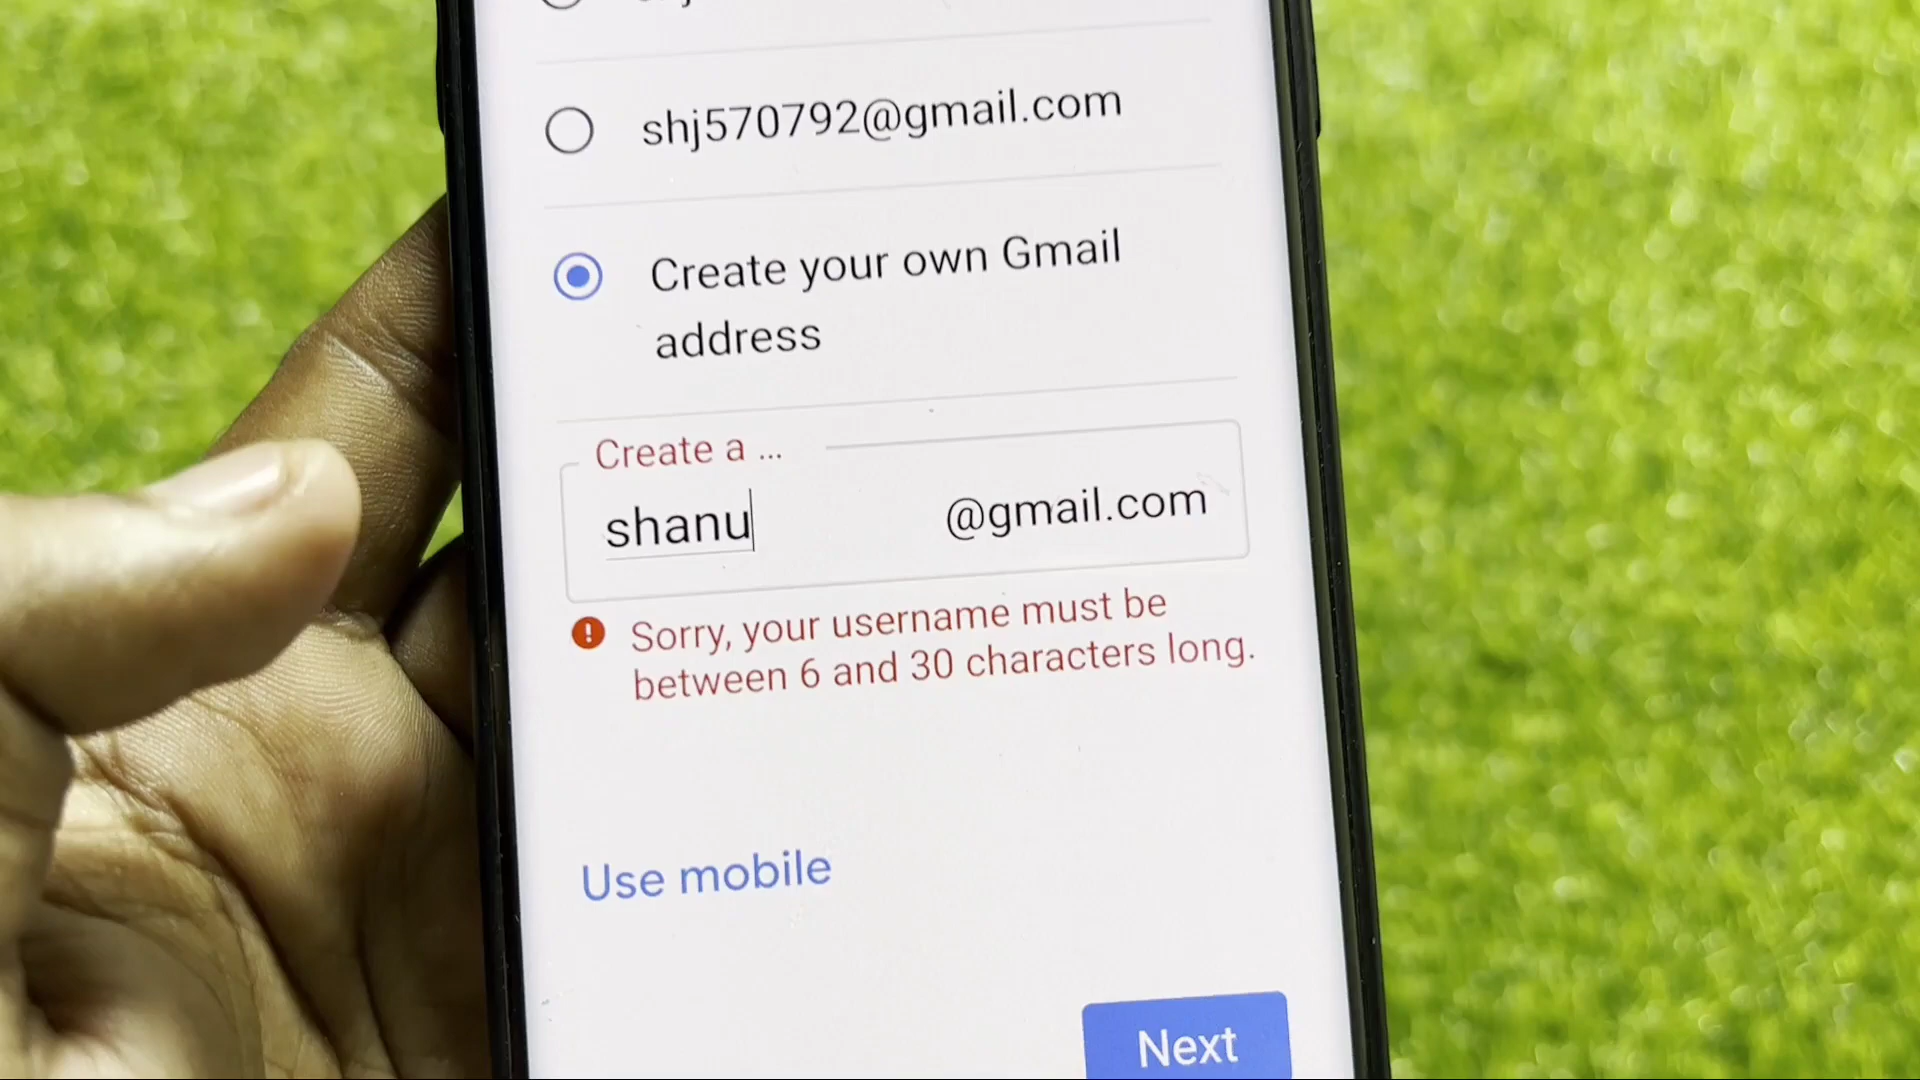 shj570792@gmail.com
Create your own Gmail
address
Create a ...
shanu @gmail.com
Sorry, your username must be
between 6 and 30 characters long.
Use mobile
Next